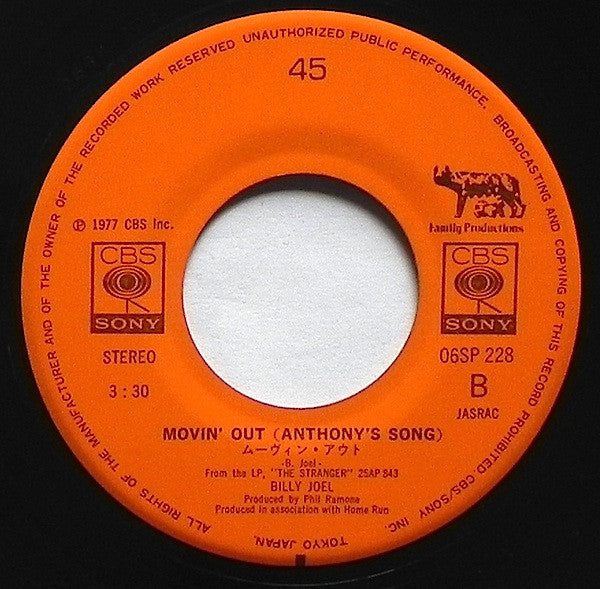 ALL RIGHTS OF THE MANUFACTURER AND OF THE OWNER OF THE RECORDED WORK RESERVED UNAUTHORIZED PUBLIC PERFORMANCE, BROADCASTING AND COPYING OF THIS RECORD PROHIBITED. CBS/SONY INC. TOKYO JAPAN.
45
℗ 1977 CBS Inc.
Family Productions
CBS
SONY
CBS
SONY
STEREO
06SP 228
3:30
B
JASRAC
MOVIN' OUT (ANTHONY'S SONG)
ムーヴィン・アウト
-B. Joel-
From the LP, "THE STRANGER" 25AP 843
BILLY JOEL
Produced by Phil Ramone
Produced in association with Home Run